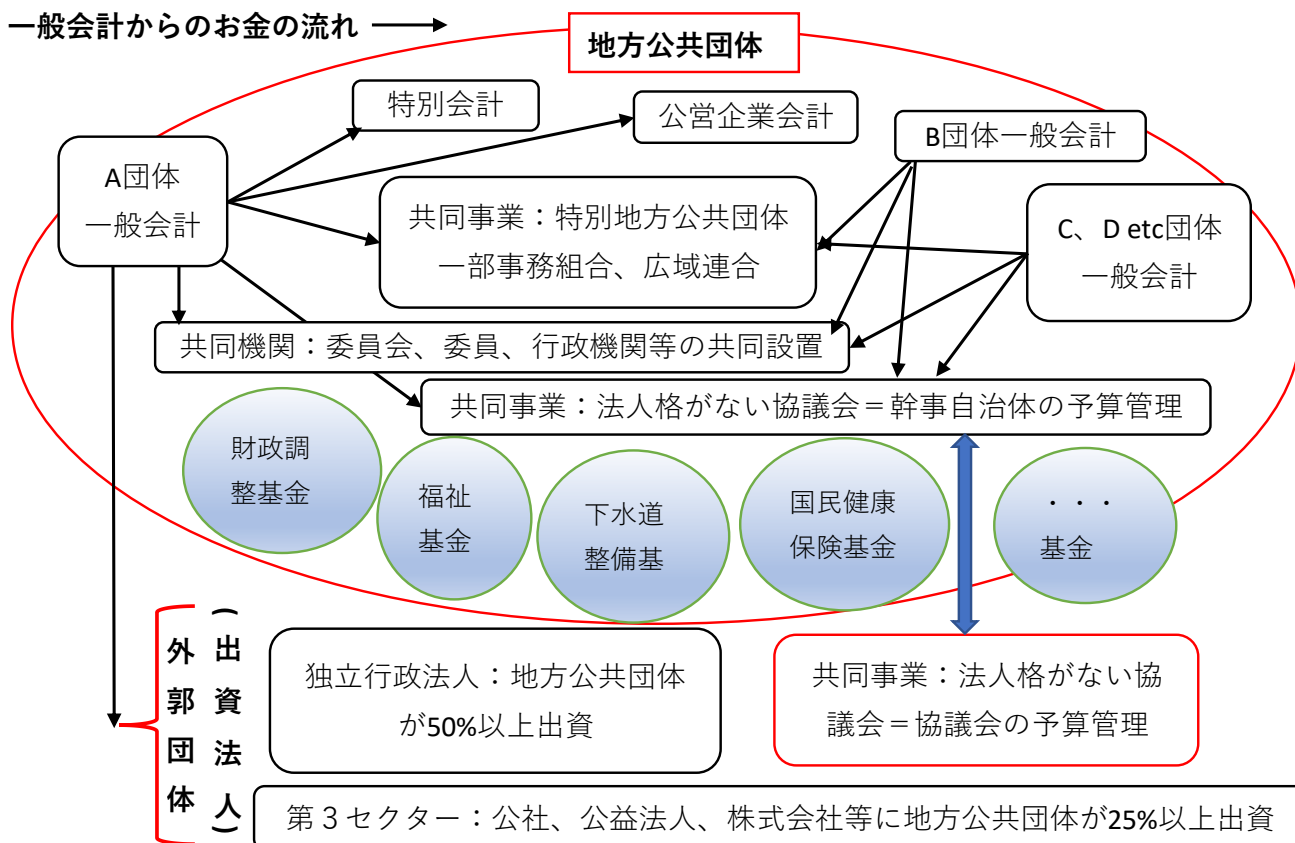 一般会計からのお金の流れ
地方公共団体
特別会計
公営企業会計
B団体一般会計
A団体
一般会計
共同事業：特別地方公共団体
一部事務組合、広域連合
C、D etc団体
一般会計
共同機関：委員会、委員、行政機関等の共同設置
共同事業：法人格がない協議会＝幹事自治体の予算管理
財政調
整基金
福祉
基金
下水道
整備基
国民健康
保険基金
・・・
基金
外郭団体
(出資法人)
独立行政法人：地方公共団体
が50%以上出資
共同事業：法人格がない協
議会＝協議会の予算管理
第３セクター：公社、公益法人、株式会社等に地方公共団体が25%以上出資